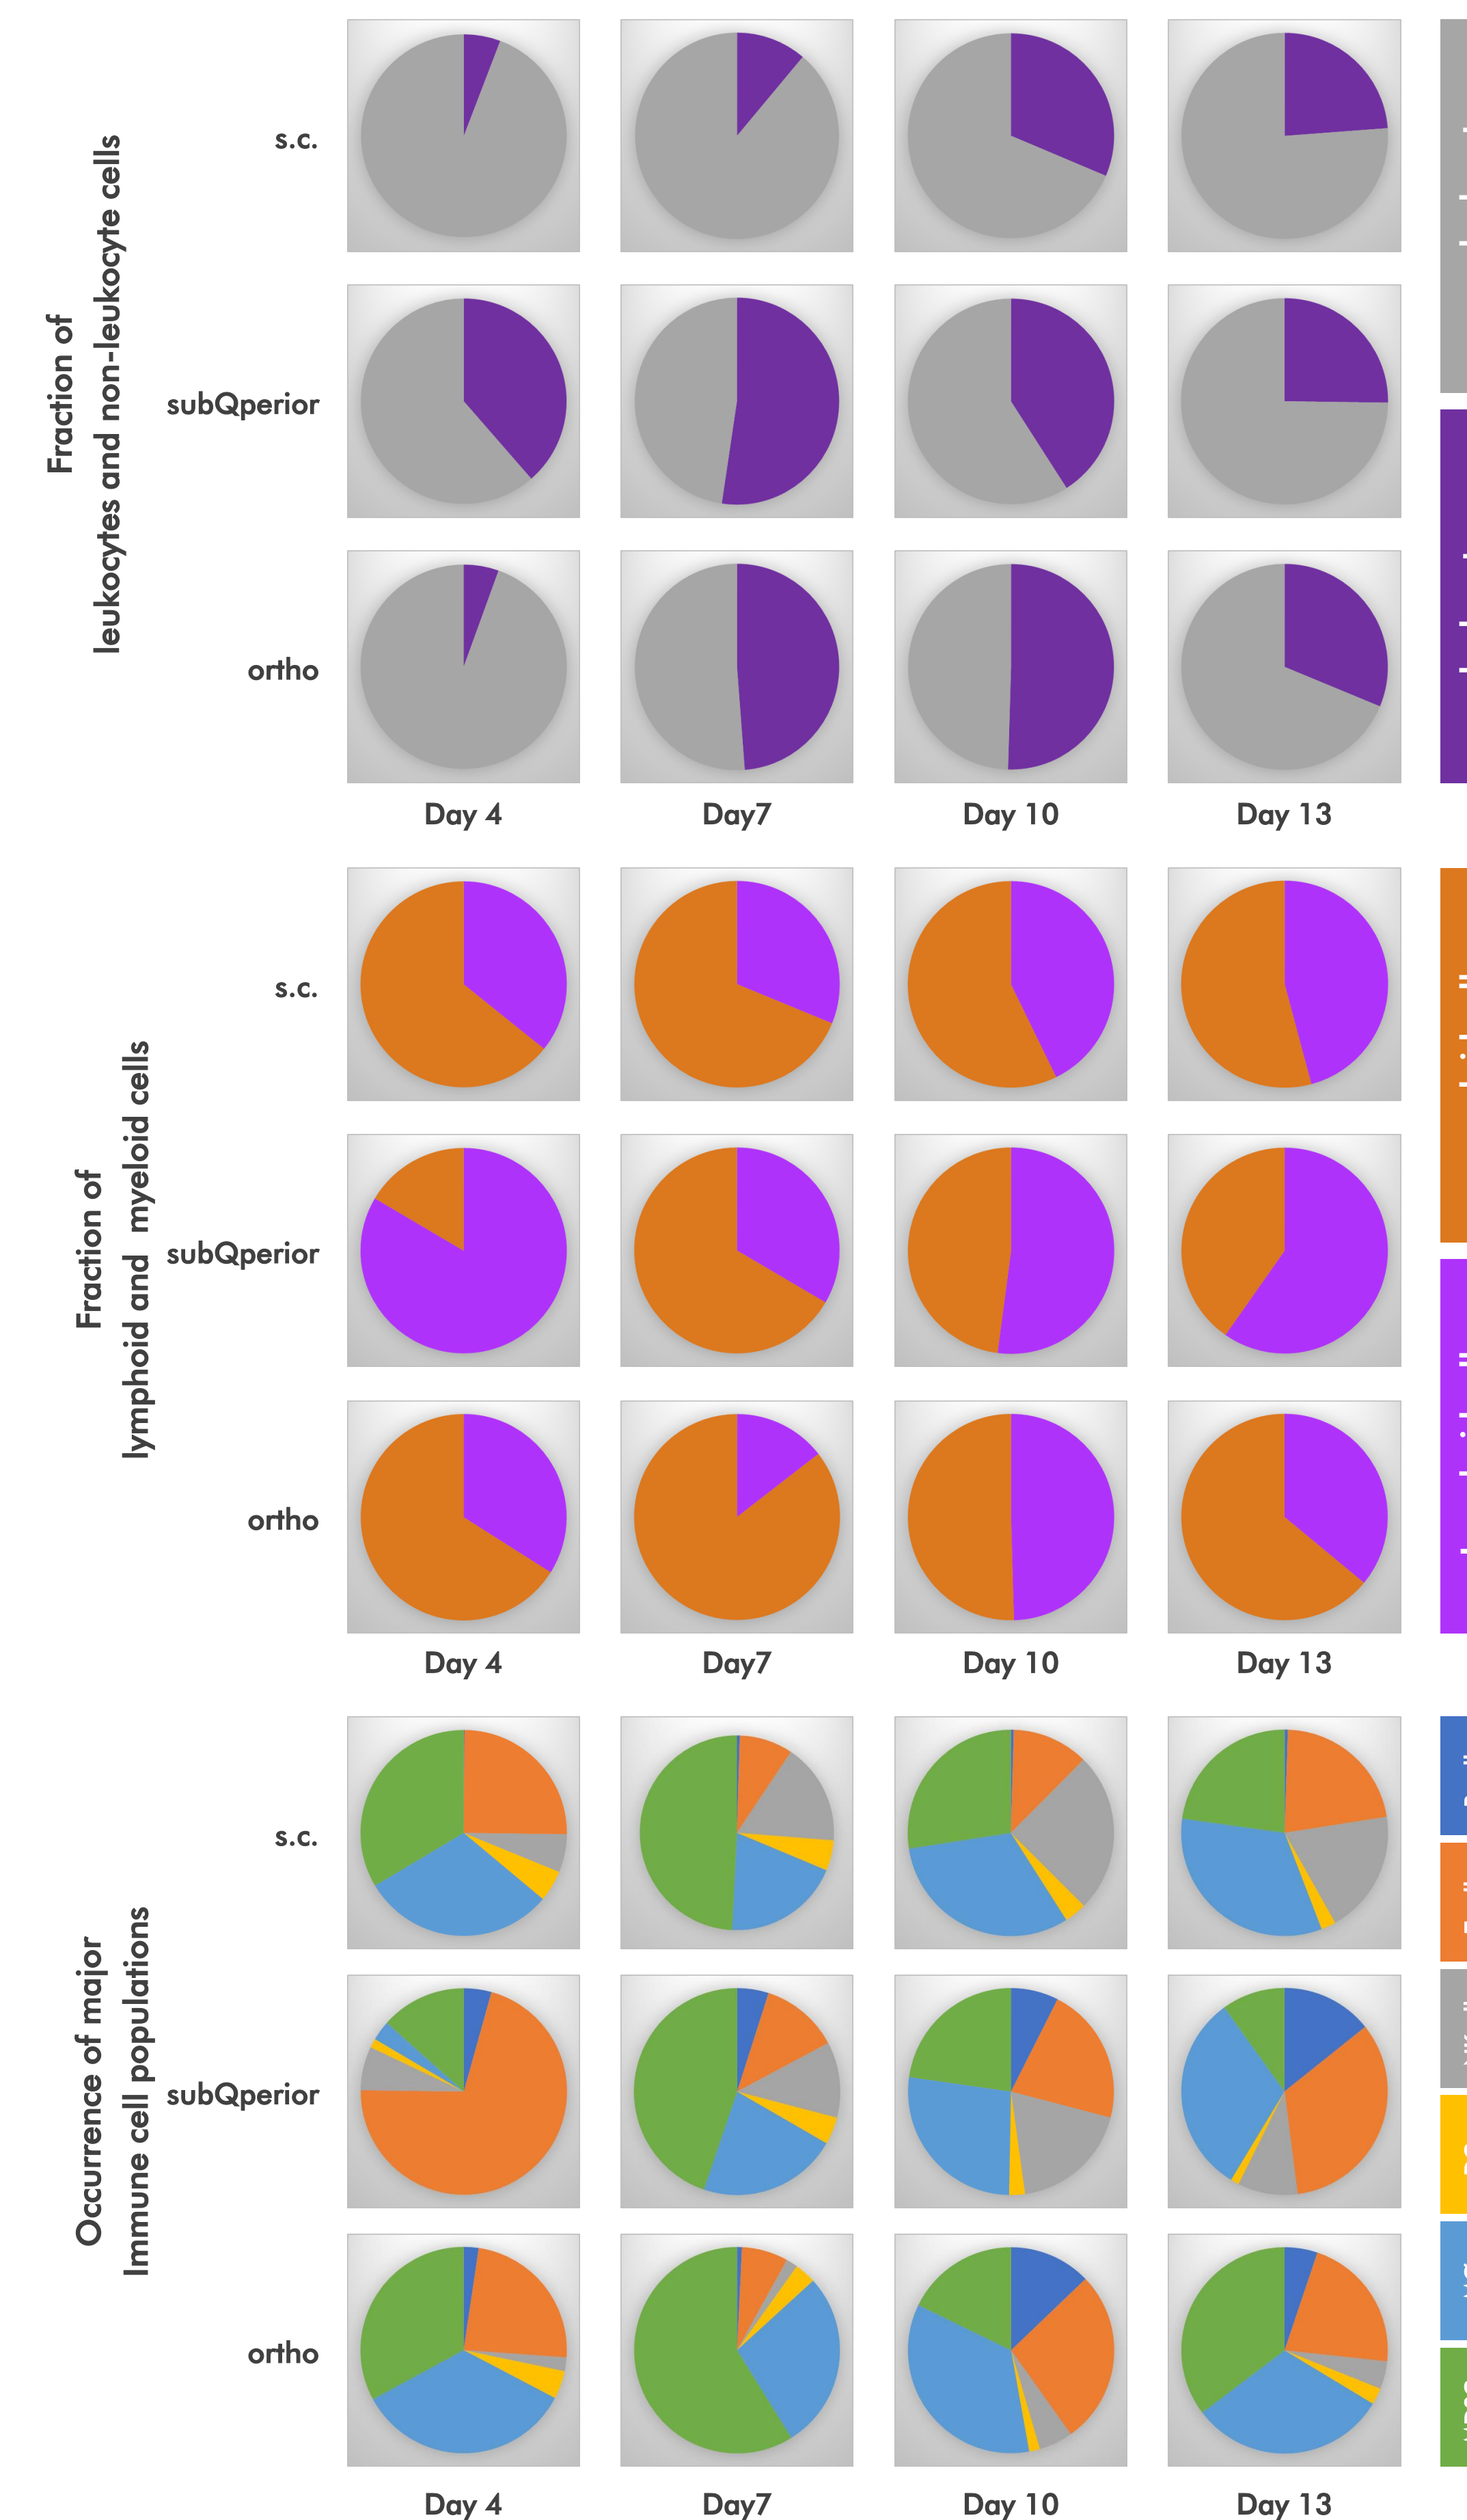 Fraction of
leukocytes and non-leukocyte cells
s.c.
subQperior
ortho
Day 4 Day7 Day 10 Day 13
Fraction of
lymphoid and myeloid cells
s.c.
subQperior
ortho
Day 4 Day7 Day 10 Day 13
Occurrence of major
Immune cell populations
s.c.
subQperior
ortho
Day 4 Day7 Day 10 Day 13